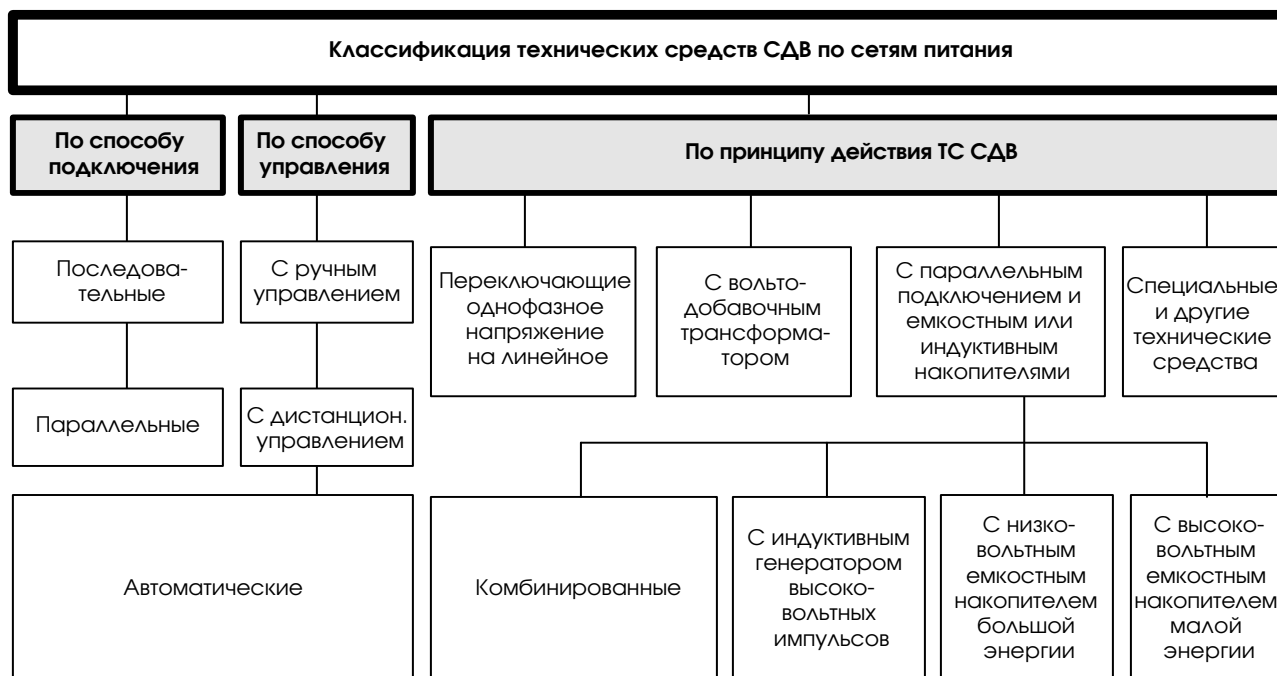 Классификация технических средств СДВ по сетям питания
По способу
подключения
По способу
управления
По принципу действия ТС СДВ
Последова-
тельные
С ручным
управлением
Переключающие
однофазное
напряжение
на линейное
С вольто-
добавочным
трансформа-
тором
С параллельным
подключением и
емкостным или
индуктивным
накопителями
Специальные
и другие
технические
средства
Параллельные
С дистанцион.
управлением
Автоматические
Комбинированные
С индуктивным
генератором
высоко-
вольтных
импульсов
С низко-
вольтным
емкостным
накопителем
большой
энергии
С высоко-
вольтным
емкостным
накопителем
малой
энергии